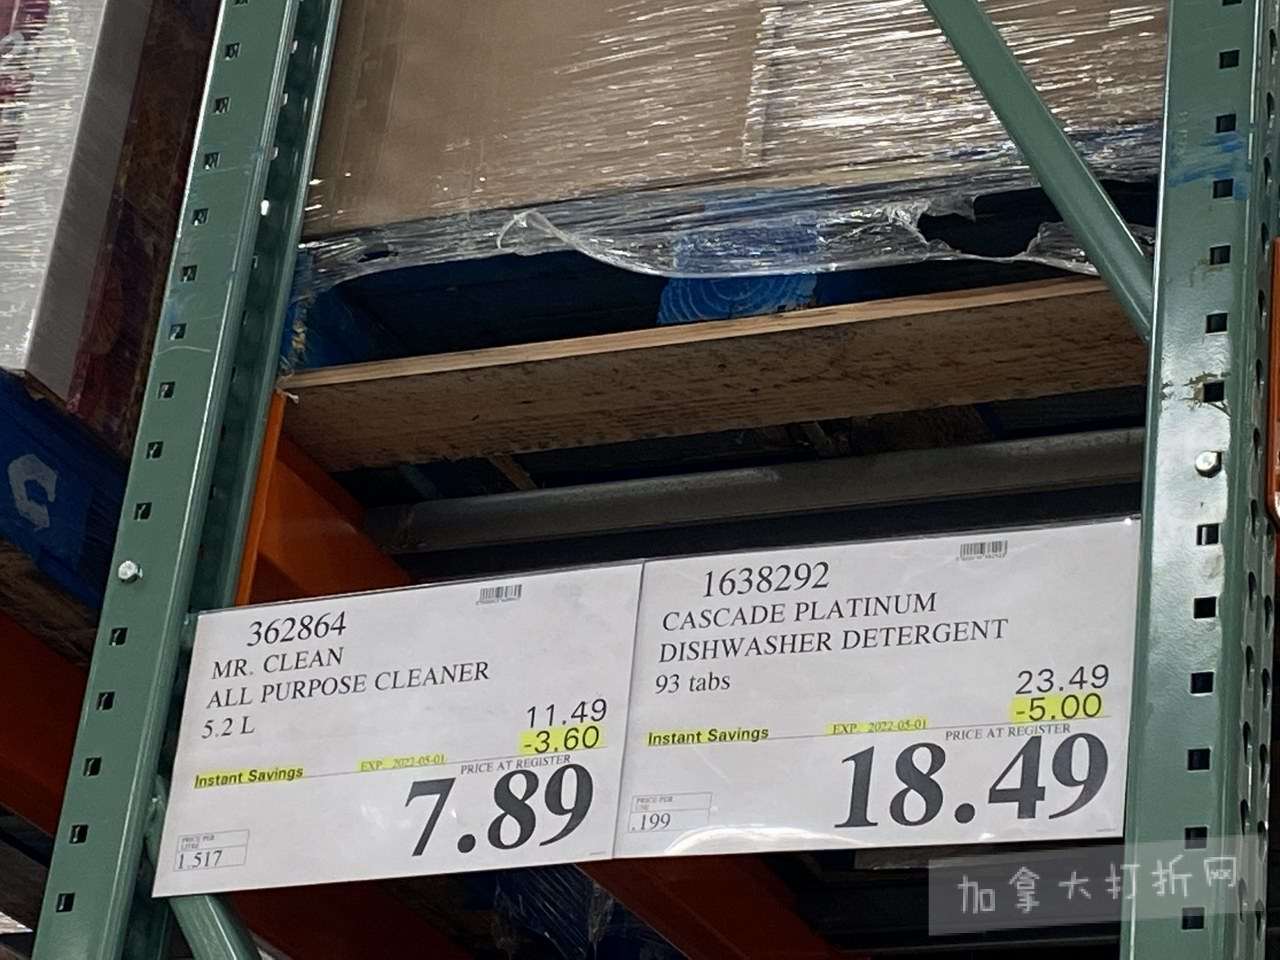 362864
MR. CLEAN
ALL PURPOSE CLEANER
5.2 L
11.49
-3.60
Instant Savings
EXP. 2022-05-01
PRICE AT REGISTER
7.89
PRICE PER
LITRE
1.517
1638292
CASCADE PLATINUM
DISHWASHER DETERGENT
93 tabs
23.49
-5.00
Instant Savings
EXP. 2022-05-01
PRICE AT REGISTER
18.49
PRICE PER
.199
加拿大打折网